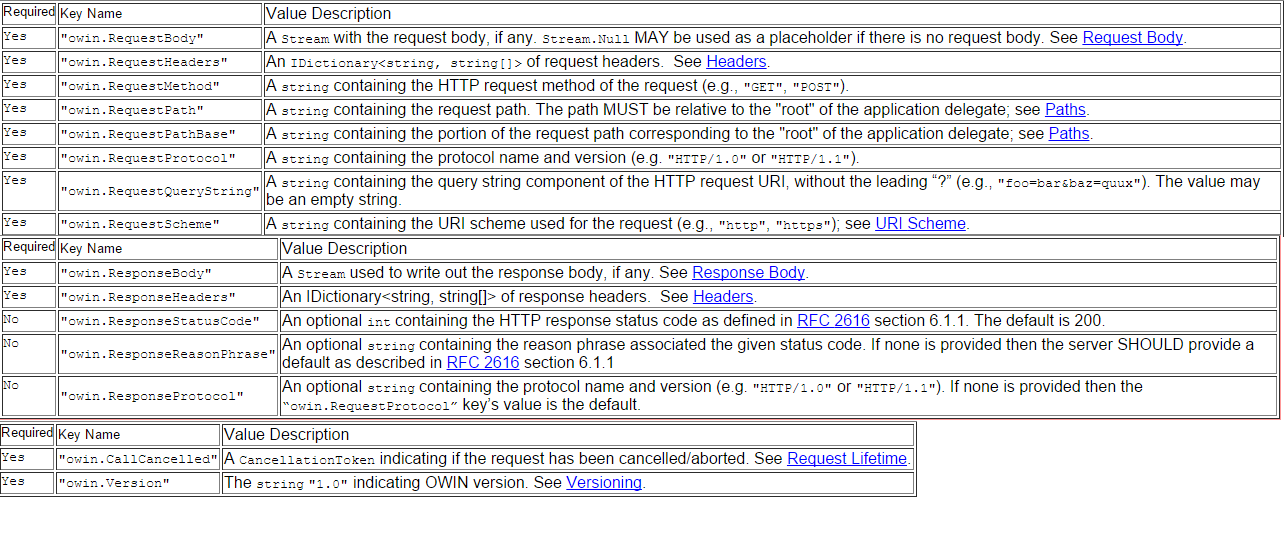 Required Key Name Value Description
Yes "owin.RequestBody" A Stream with the request body, if any. Stream.Null MAY be used as a placeholder if there is no request body. See Request Body.
Yes "owin.RequestHeaders" An IDictionary<string, string[]> of request headers.  See Headers.
Yes "owin.RequestMethod" A string containing the HTTP request method of the request (e.g., "GET", "POST").
Yes "owin.RequestPath" A string containing the request path. The path MUST be relative to the "root" of the application delegate; see Paths.
Yes "owin.RequestPathBase" A string containing the portion of the request path corresponding to the "root" of the application delegate; see Paths.
Yes "owin.RequestProtocol" A string containing the protocol name and version (e.g. "HTTP/1.0" or "HTTP/1.1").
Yes "owin.RequestQueryString" A string containing the query string component of the HTTP request URI, without the leading “?” (e.g., "foo=bar&baz=quux"). The value may
be an empty string.
Yes "owin.RequestScheme" A string containing the URI scheme used for the request (e.g., "http", "https"); see URI Scheme.
Required Key Name Value Description
Yes "owin.ResponseBody" A Stream used to write out the response body, if any. See Response Body.
Yes "owin.ResponseHeaders" An IDictionary<string, string[]> of response headers.  See Headers.
No "owin.ResponseStatusCode" An optional int containing the HTTP response status code as defined in RFC 2616 section 6.1.1. The default is 200.
No "owin.ResponseReasonPhrase" An optional string containing the reason phrase associated the given status code. If none is provided then the server SHOULD provide a
default as described in RFC 2616 section 6.1.1
No "owin.ResponseProtocol" An optional string containing the protocol name and version (e.g. "HTTP/1.0" or "HTTP/1.1"). If none is provided then the
“owin.RequestProtocol” key’s value is the default.
Required Key Name Value Description
Yes "owin.CallCancelled" A CancellationToken indicating if the request has been cancelled/aborted. See Request Lifetime.
Yes "owin.Version" The string "1.0" indicating OWIN version. See Versioning.